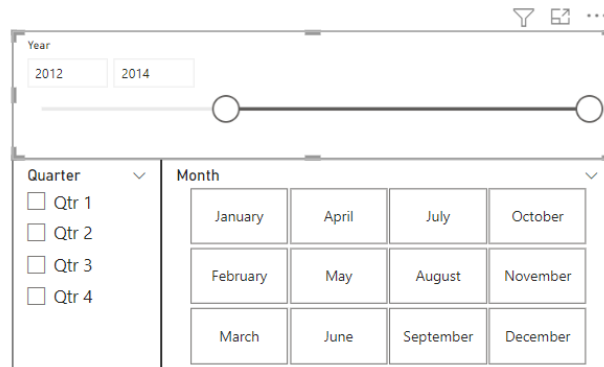 Year
2012 2014
Quarter
Qtr 1
Qtr 2
Qtr 3
Qtr 4
Month
January April July October
February May August November
March June September December